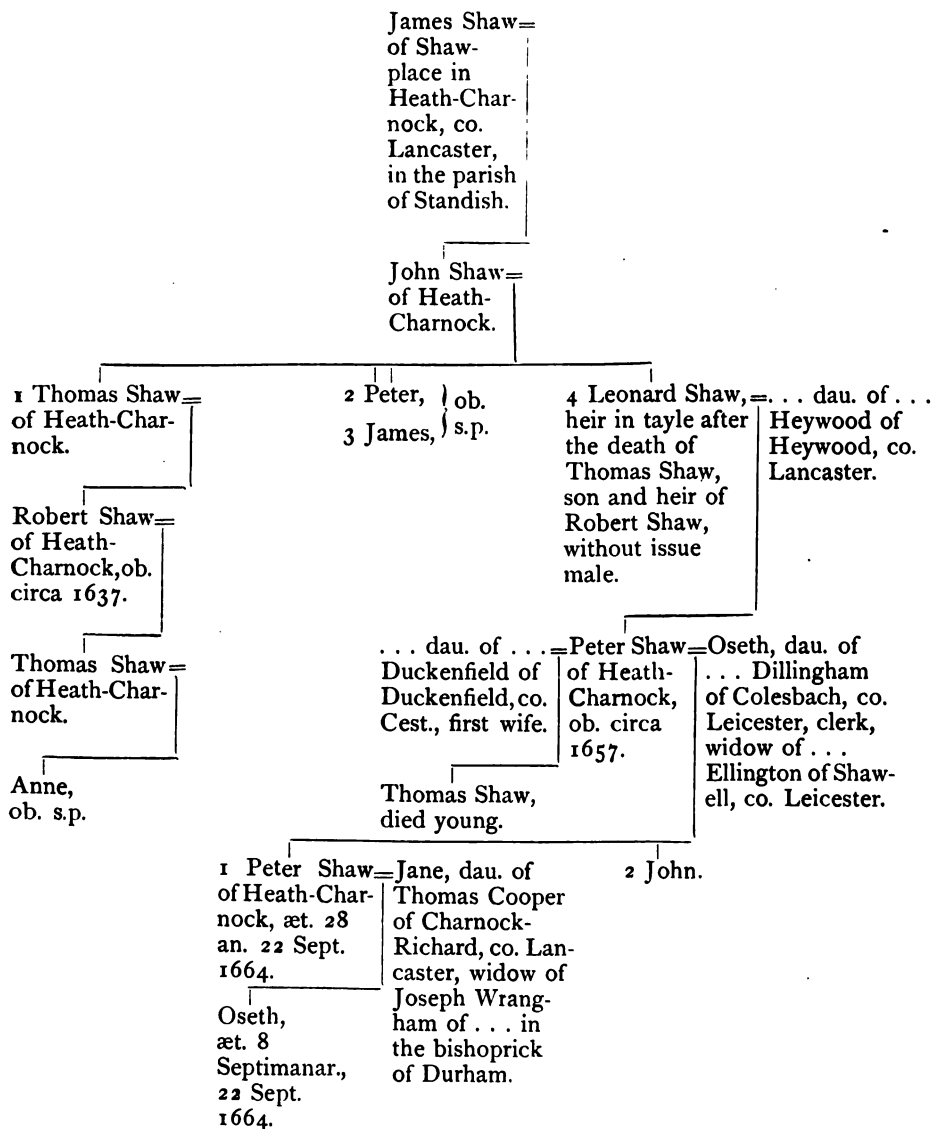 James Shaw=
of Shaw-
place in
Heath-Char-
nock, co.
Lancaster,
in the parish
of Standish.
John Shaw=
of Heath-
Charnock.
1 Thomas Shaw=
of Heath-Char-
nock.
2 Peter,
3 James,
ob.
s.p.
4 Leonard Shaw,=
heir in tayle after
the death of
Thomas Shaw,
son and heir of
Robert Shaw,
without issue
male.
. . . dau. of . . .
Heywood of
Heywood, co.
Lancaster.
Robert Shaw=
of Heath-
Charnock,ob.
circa 1637.
Thomas Shaw=
of Heath-Char-
nock.
Anne,
ob. s.p.
. . . dau. of . . .=
Duckenfield of
Duckenfield, co.
Cest., first wife.
Peter Shaw=
of Heath-
Charnock,
ob. circa
1657.
Oseth, dau. of
. . . Dillingham
of Colesbach, co.
Leicester, clerk,
widow of . . .
Ellington of Shaw-
ell, co. Leicester.
Thomas Shaw,
died young.
1 Peter Shaw=
of Heath-Char-
nock, æt. 28
an. 22 Sept.
1664.
Jane, dau. of
Thomas Cooper
of Charnock-
Richard, co. Lan-
caster, widow of
Joseph Wrang-
ham of . . . in
the bishoprick
of Durham.
2 John.
Oseth,
æt. 8
Septimanar.,
22 Sept.
1664.